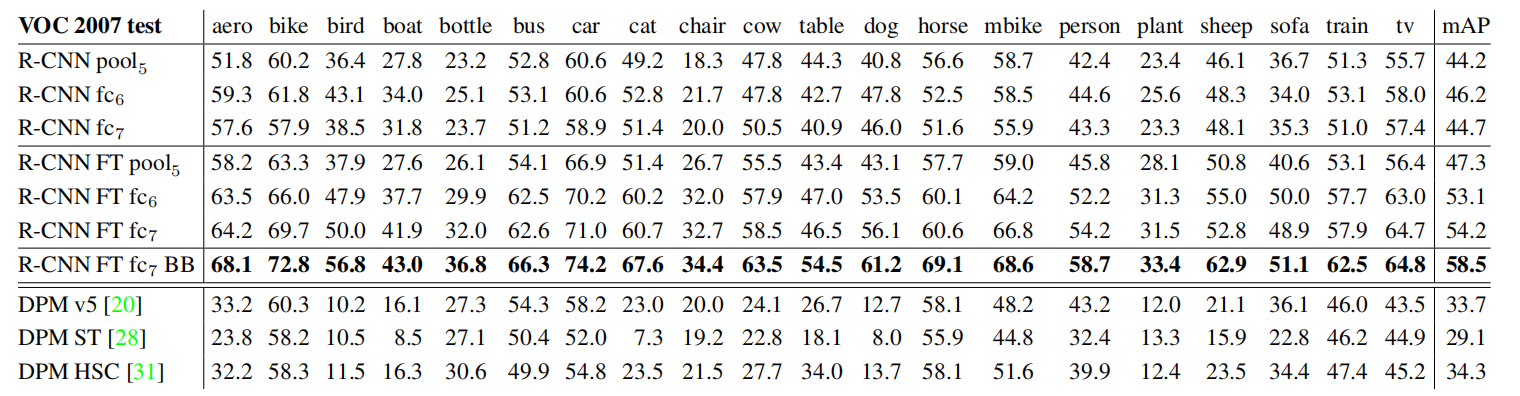 VOC 2007 test aero bike bird boat bottle bus car cat chair cow table dog horse mbike person plant sheep sofa train tv mAP
R-CNN pool₅ 51.8 60.2 36.4 27.8 23.2 52.8 60.6 49.2 18.3 47.8 44.3 40.8 56.6 58.7 42.4 23.4 46.1 36.7 51.3 55.7 44.2
R-CNN fc₆ 59.3 61.8 43.1 34.0 25.1 53.1 60.6 52.8 21.7 47.8 42.7 47.8 52.5 58.5 44.6 25.6 48.3 34.0 53.1 58.0 46.2
R-CNN fc₇ 57.6 57.9 38.5 31.8 23.7 51.2 58.9 51.4 20.0 50.5 40.9 46.0 51.6 55.9 43.3 23.3 48.1 35.3 51.0 57.4 44.7
R-CNN FT pool₅ 58.2 63.3 37.9 27.6 26.1 54.1 66.9 51.4 26.7 55.5 43.4 43.1 57.7 59.0 45.8 28.1 50.8 40.6 53.1 56.4 47.3
R-CNN FT fc₆ 63.5 66.0 47.9 37.7 29.9 62.5 70.2 60.2 32.0 57.9 47.0 53.5 60.1 64.2 52.2 31.3 55.0 50.0 57.7 63.0 53.1
R-CNN FT fc₇ 64.2 69.7 50.0 41.9 32.0 62.6 71.0 60.7 32.7 58.5 46.5 56.1 60.6 66.8 54.2 31.5 52.8 48.9 57.9 64.7 54.2
R-CNN FT fc₇ BB 68.1 72.8 56.8 43.0 36.8 66.3 74.2 67.6 34.4 63.5 54.5 61.2 69.1 68.6 58.7 33.4 62.9 51.1 62.5 64.8 58.5
DPM v5 [20] 33.2 60.3 10.2 16.1 27.3 54.3 58.2 23.0 20.0 24.1 26.7 12.7 58.1 48.2 43.2 12.0 21.1 36.1 46.0 43.5 33.7
DPM ST [28] 23.8 58.2 10.5 8.5 27.1 50.4 52.0 7.3 19.2 22.8 18.1 8.0 55.9 44.8 32.4 13.3 15.9 22.8 46.2 44.9 29.1
DPM HSC [31] 32.2 58.3 11.5 16.3 30.6 49.9 54.8 23.5 21.5 27.7 34.0 13.7 58.1 51.6 39.9 12.4 23.5 34.4 47.4 45.2 34.3